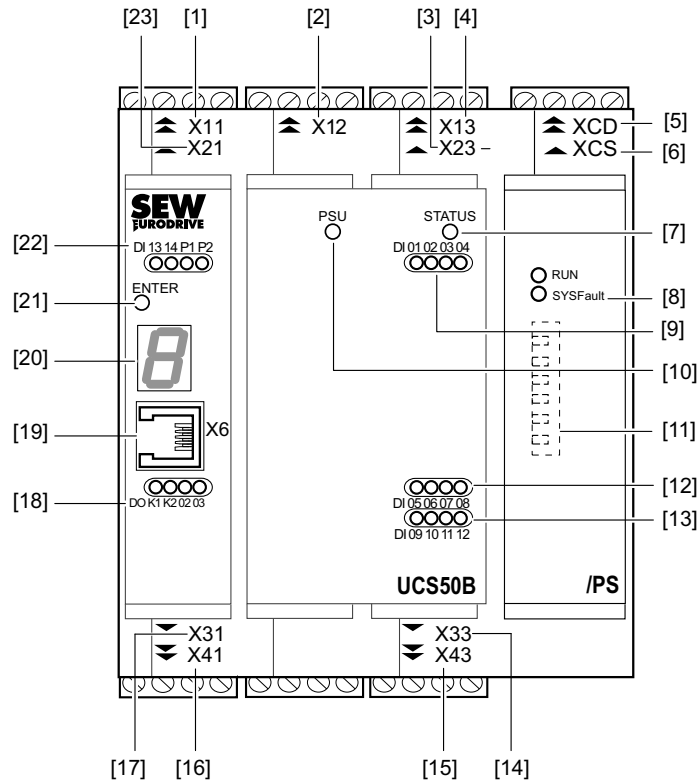 [23] [1] [2] [3] [4]
X11 X12 X13 XCD [5]
X21 X23 XCS [6]
SEW
EURODRIVE
PSU STATUS [7]
[22] DI 13 14 P1 P2 DI 01 02 03 04
RUN
[21] ENTER SYSFault [8]
[9]
[20] 8 [10]
[19] X6 [11]
[18] DO K1 K2 02 03
[12]
DI 05 06 07 08
[13]
DI 09 10 11 12
UCS50B /PS
X31 X33
X41 X43
[17] [16] [15] [14]